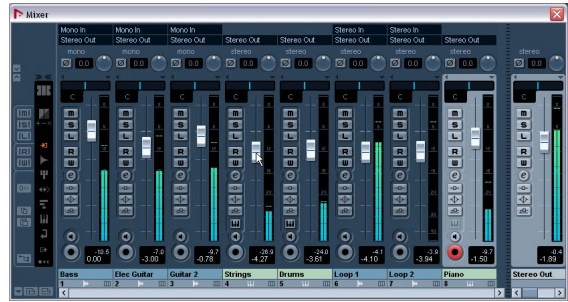 Mixer
Mono In Mono In Mono In Stereo In Stereo In
Stereo Out Stereo Out Stereo Out Stereo Out Stereo Out Stereo Out Stereo Out Stereo Out
mono mono mono stereo stereo stereo stereo stereo stereo
0.0 0.0 0.0 0.0 0.0 0.0 0.0 0.0 0.0
C C C C C C C C C
-10.5 -7.0 -9.7 -26.9 -24.0 -4.1 -3.9 -9.7 -0.4
0.00 -3.00 -0.78 -4.27 -3.61 -4.10 -3.94 -1.50 -1.89
Bass Elec Guitar Guitar 2 Strings Drums Loop 1 Loop 2 Piano Stereo Out
1 2 3 4 5 6 7 8